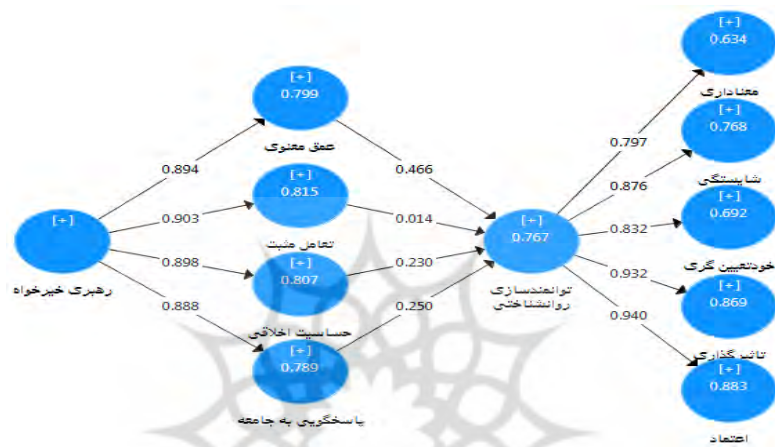 [+]
0.634
معناداری
[+]
0.799
عمق معنوی
[+]
0.768
شایستگی
0.894
0.466
0.797
0.876
[+]
0.815
تعامل مثبت
0.903
0.014
0.832
[+]
0.692
خودتعیین گری
[+]
رهبری خیرخواه
[+]
0.767
توانمندسازی
روانشناختی
0.898
0.230
0.932
[+]
0.807
حساسیت اخلاقی
[+]
0.869
تاثیرگذاری
0.888
0.250
0.940
[+]
0.789
پاسخگویی به جامعه
[+]
0.883
اعتماد